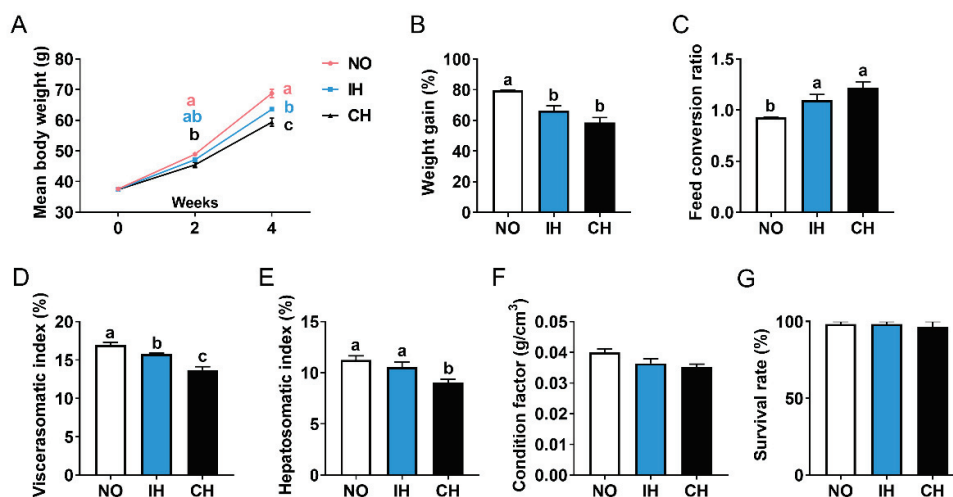 A
Mean body weight (g)
80
70
60
50
40
30
0
2
4
Weeks
a
ab
b
a
b
c
NO
IH
CH
B
Weight gain (%)
100
80
60
40
20
0
a
b
b
NO
IH
CH
C
Feed conversion ratio
1.5
1.0
0.5
0.0
b
a
a
NO
IH
CH
D
Viscerasomatic index (%)
20
15
10
5
0
a
b
c
NO
IH
CH
E
Hepatosomatic index (%)
15
10
5
0
a
a
b
NO
IH
CH
F
Condition factor (g/cm³)
0.05
0.04
0.03
0.02
0.01
0.00
NO
IH
CH
G
Survival rate (%)
100
50
0
NO
IH
CH